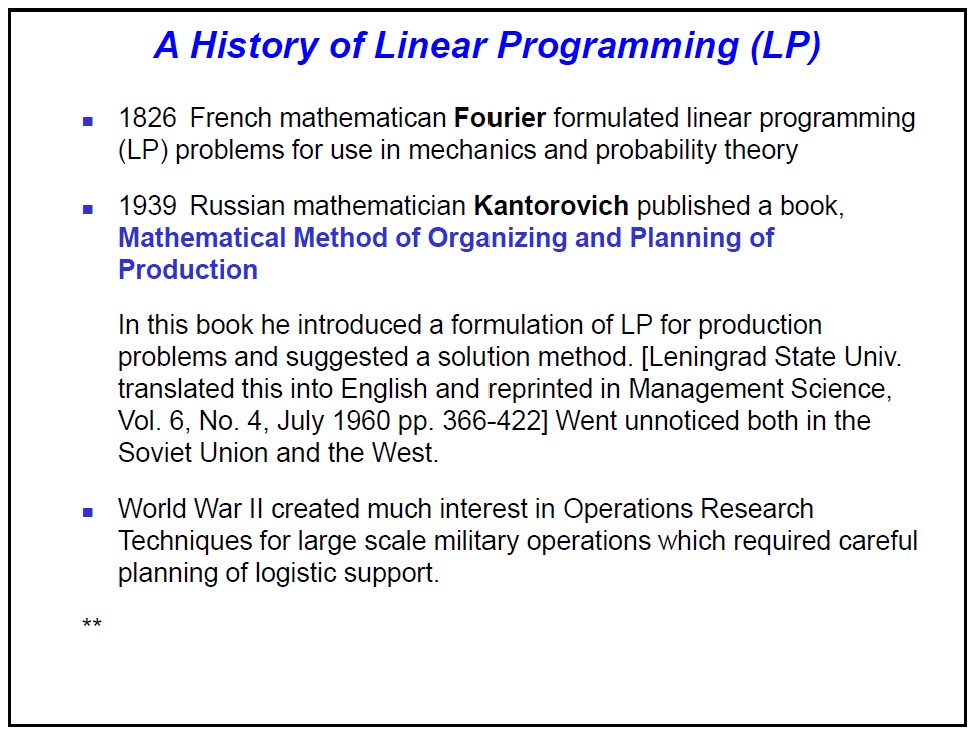 A History of Linear Programming (LP)
1826 French mathematican Fourier formulated linear programming
(LP) problems for use in mechanics and probability theory
1939 Russian mathematician Kantorovich published a book,
Mathematical Method of Organizing and Planning of
Production
In this book he introduced a formulation of LP for production
problems and suggested a solution method. [Leningrad State Univ.
translated this into English and reprinted in Management Science,
Vol. 6, No. 4, July 1960 pp. 366-422] Went unnoticed both in the
Soviet Union and the West.
World War II created much interest in Operations Research
Techniques for large scale military operations which required careful
planning of logistic support.
**